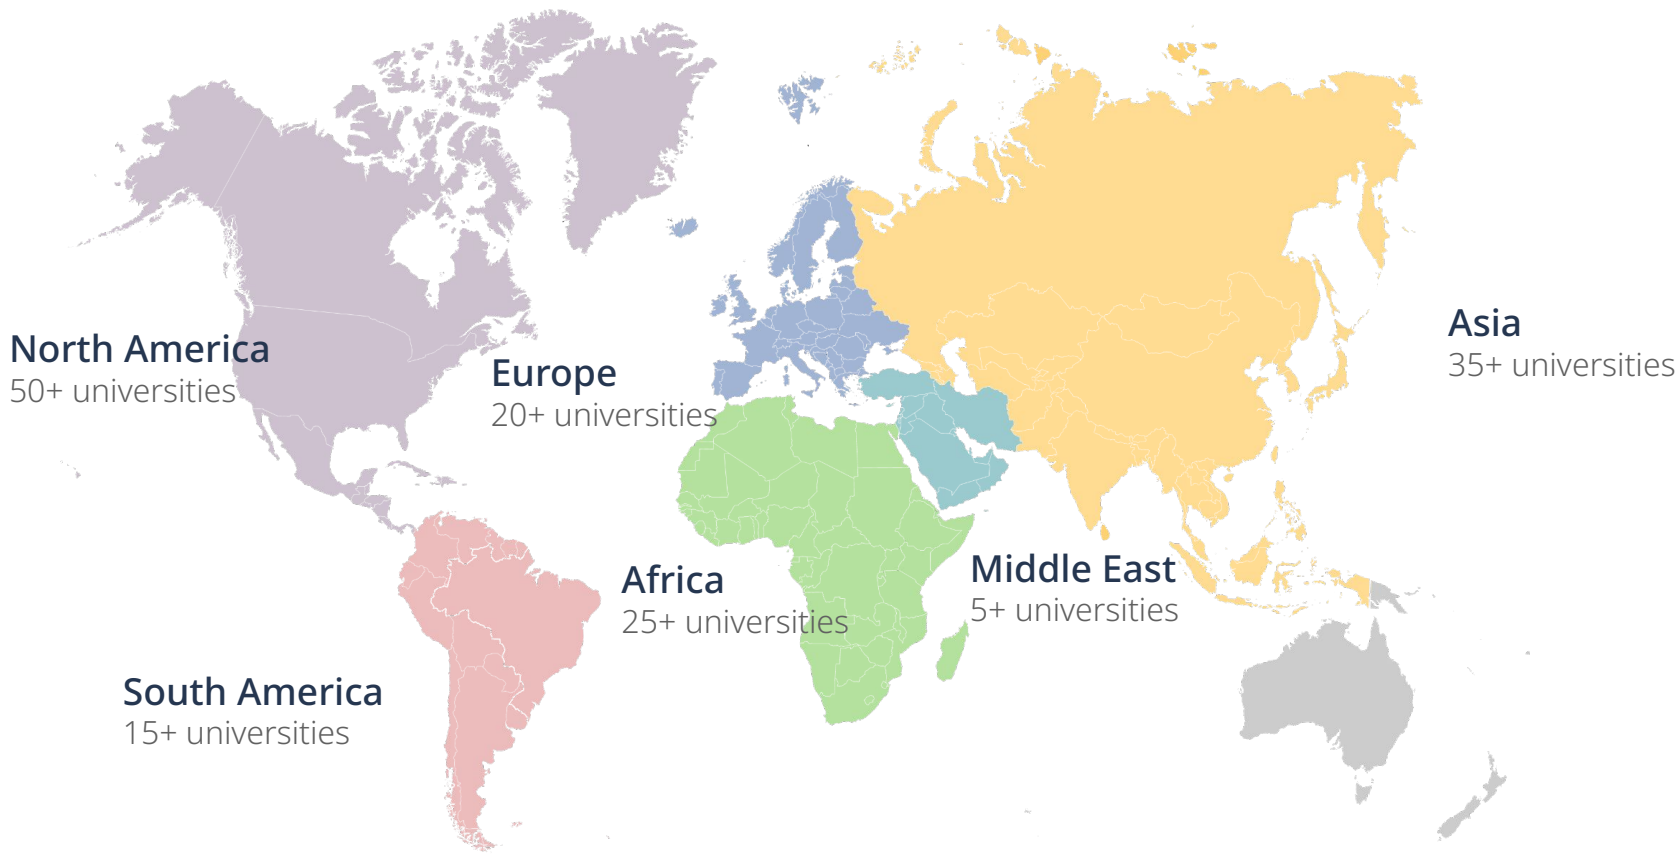 North America
50+ universities
Europe
20+ universities
Asia
35+ universities
Africa
25+ universities
Middle East
5+ universities
South America
15+ universities